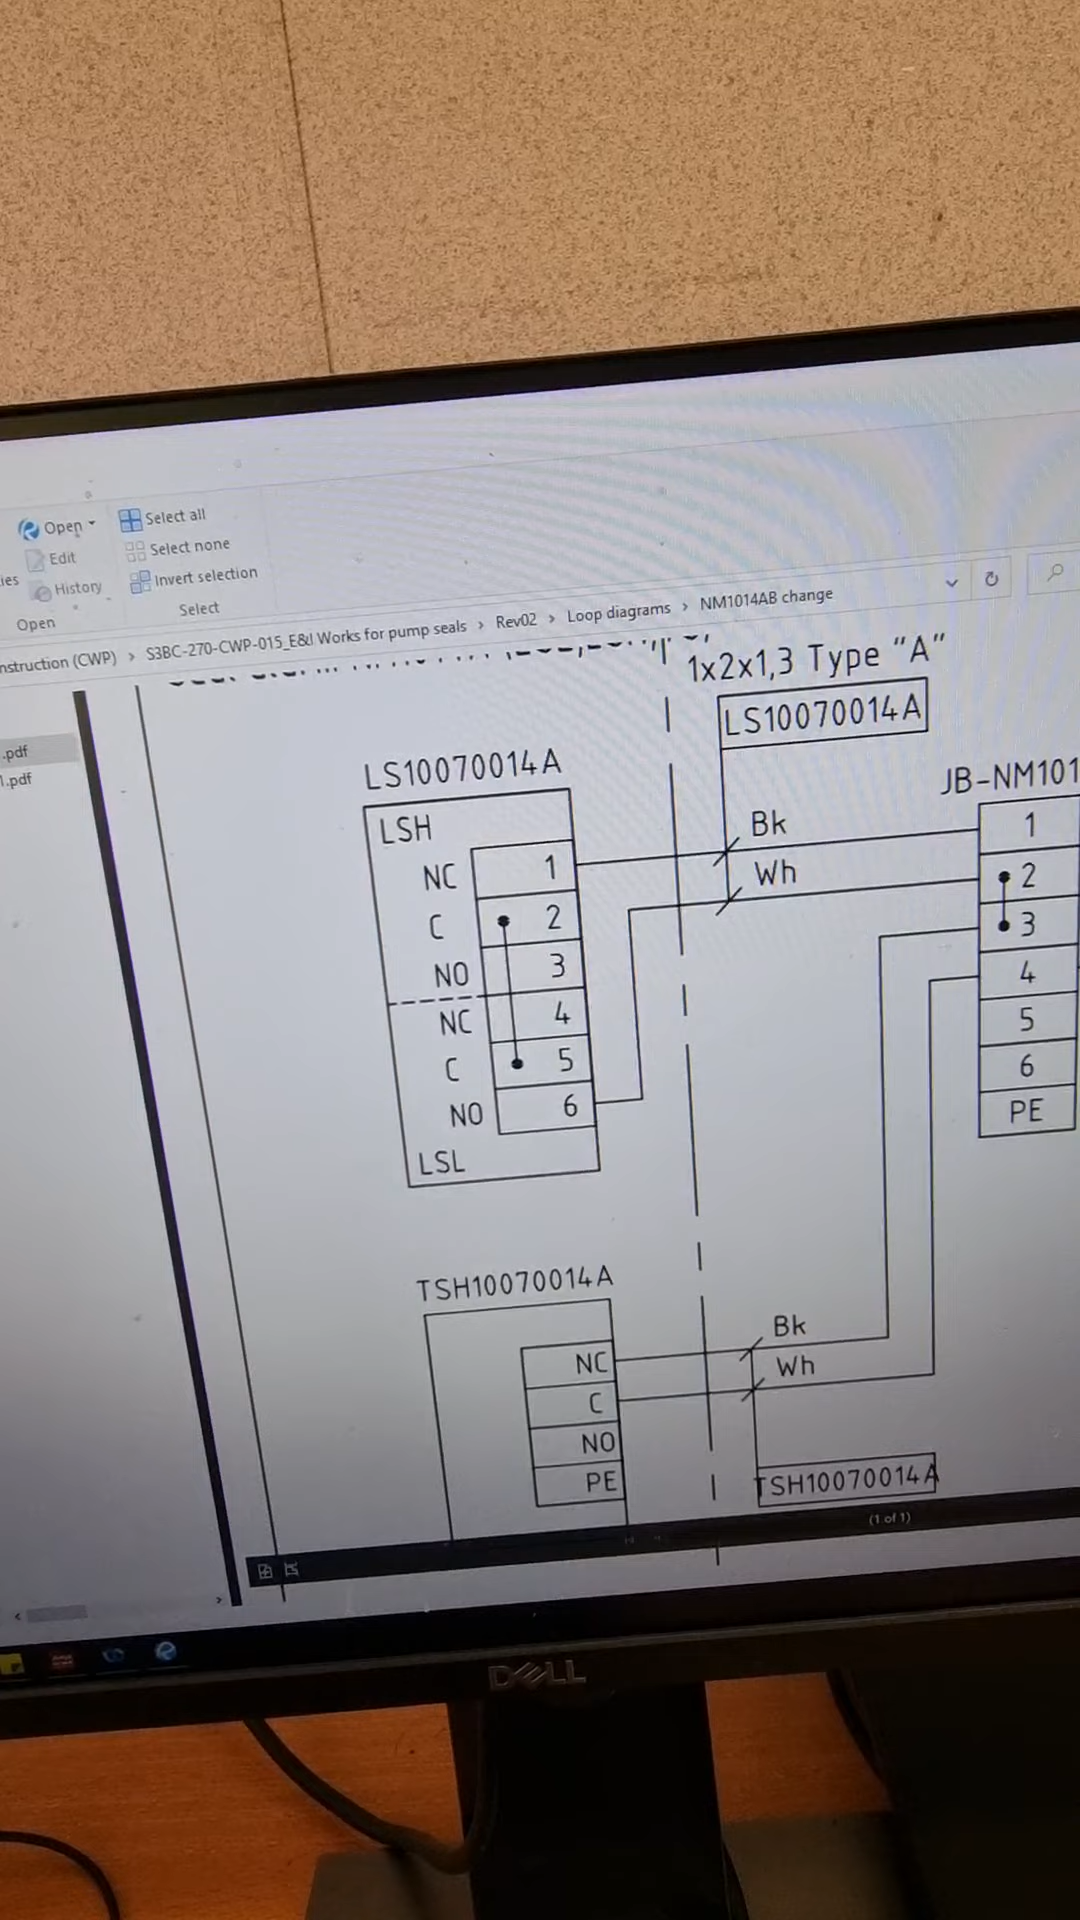 Open
Select all
Edit
Select none
History
Invert selection
Open
Select
nstruction (CWP) › S3BC-270-CWP-015_E&I Works for pump seals › Rev02 › Loop diagrams › NM1014AB change
.pdf
.pdf
1x2x1,3 Type "A"
LS10070014A
LS10070014A
JB-NM101
LSH
NC 1
C 2
NO 3
NC 4
C 5
NO 6
LSL
Bk
Wh
1
2
3
4
5
6
PE
TSH10070014A
NC
C
NO
PE
Bk
Wh
TSH10070014A
(1 of 1)
DELL